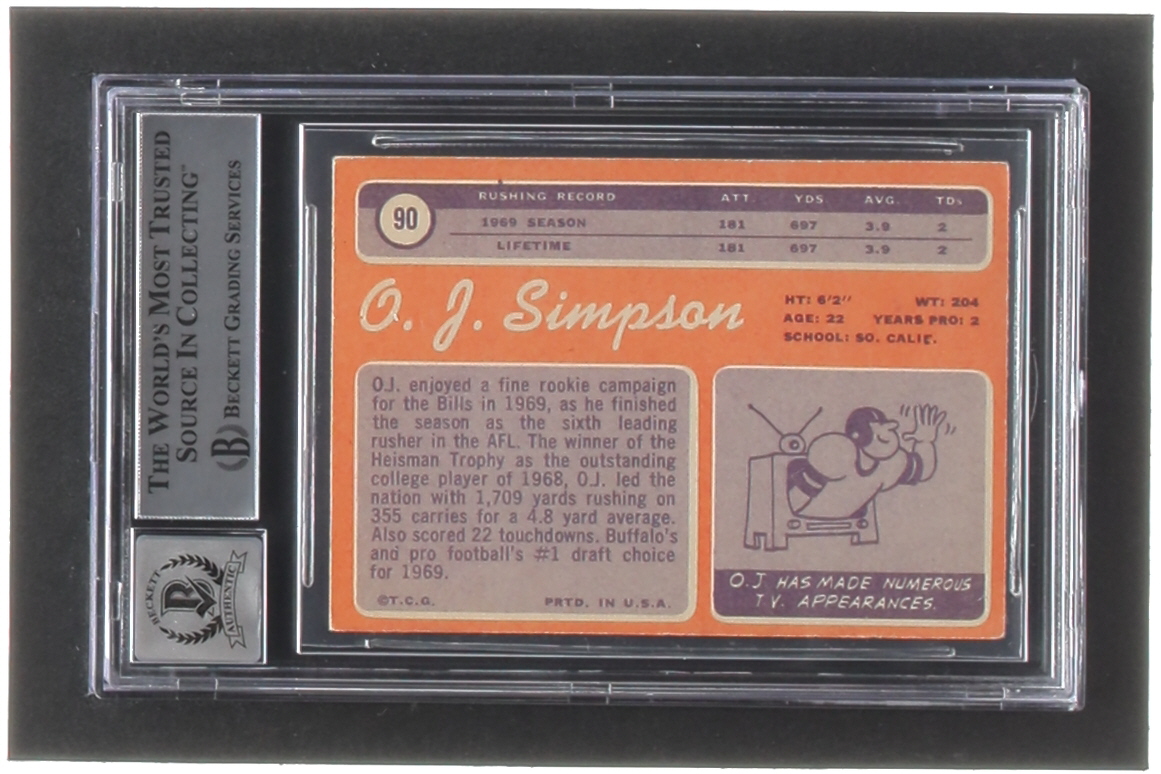 THE WORLD'S MOST TRUSTED
SOURCE IN COLLECTING™
B BECKETT GRADING SERVICES
BECKETT
B
AUTHENTIC
90
RUSHING RECORD ATT. YDS AVG. TDs
1969 SEASON 181 697 3.9 2
LIFETIME 181 697 3.9 2
O. J. Simpson
HT: 6'2" WT: 204
AGE: 22 YEARS PRO: 2
SCHOOL: SO. CALIF.
O.J. enjoyed a fine rookie campaign
for the Bills in 1969, as he finished
the season as the sixth leading
rusher in the AFL. The winner of the
Heisman Trophy as the outstanding
college player of 1968, O.J. led the
nation with 1,709 yards rushing on
355 carries for a 4.8 yard average.
Also scored 22 touchdowns. Buffalo's
and pro football's #1 draft choice
for 1969.
©T.C.G. PRTD. IN U.S.A.
O.J. HAS MADE NUMEROUS
T.V. APPEARANCES.